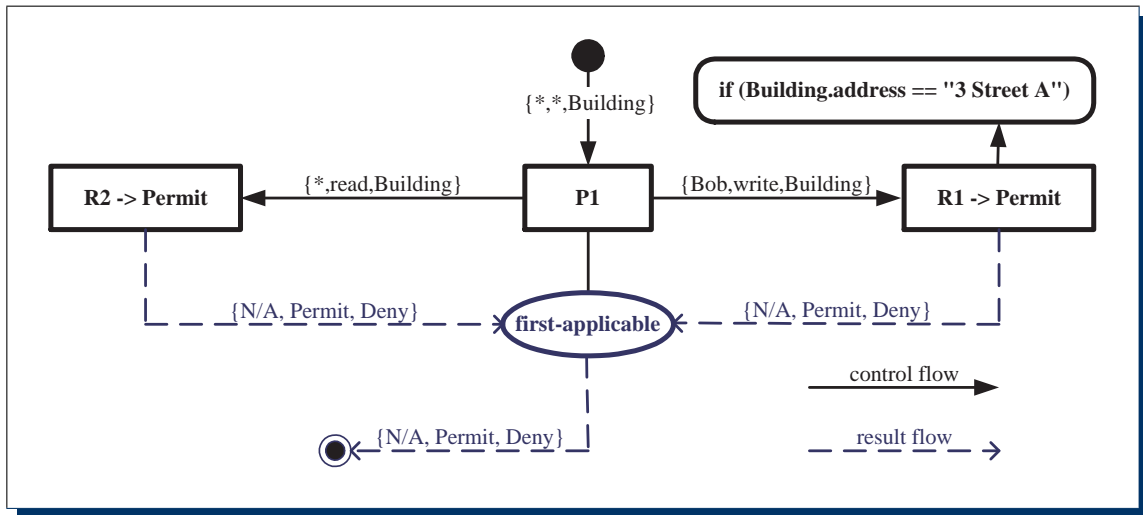 if (Building.address == "3 Street A")
{*,*,Building}
R2 -> Permit
{*,read,Building}
P1
{Bob,write,Building}
R1 -> Permit
{N/A, Permit, Deny}
first-applicable
{N/A, Permit, Deny}
control flow
{N/A, Permit, Deny}
result flow